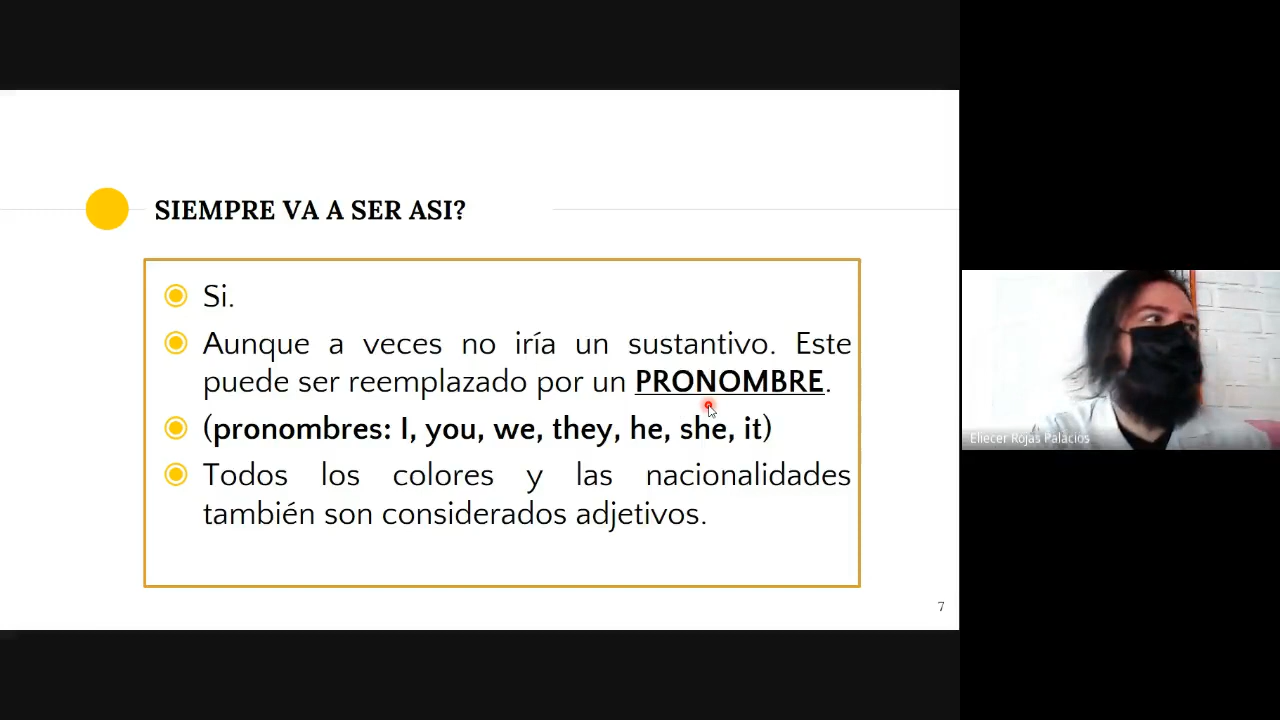 SIEMPRE VA A SER ASI?
Si.
Aunque a veces no iría un sustantivo. Este
puede ser reemplazado por un PRONOMBRE.
(pronombres: I, you, we, they, he, she, it)
Todos los colores y las nacionalidades
también son considerados adjetivos.
7
Eliecer Rojas Palacios